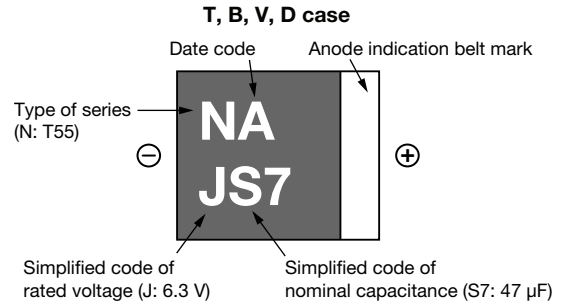 T, B, V, D case
Date code
Anode indication belt mark
Type of series
(N: T55)
NA
JS7
⊖
⊕
Simplified code of
rated voltage (J: 6.3 V)
Simplified code of
nominal capacitance (S7: 47 µF)